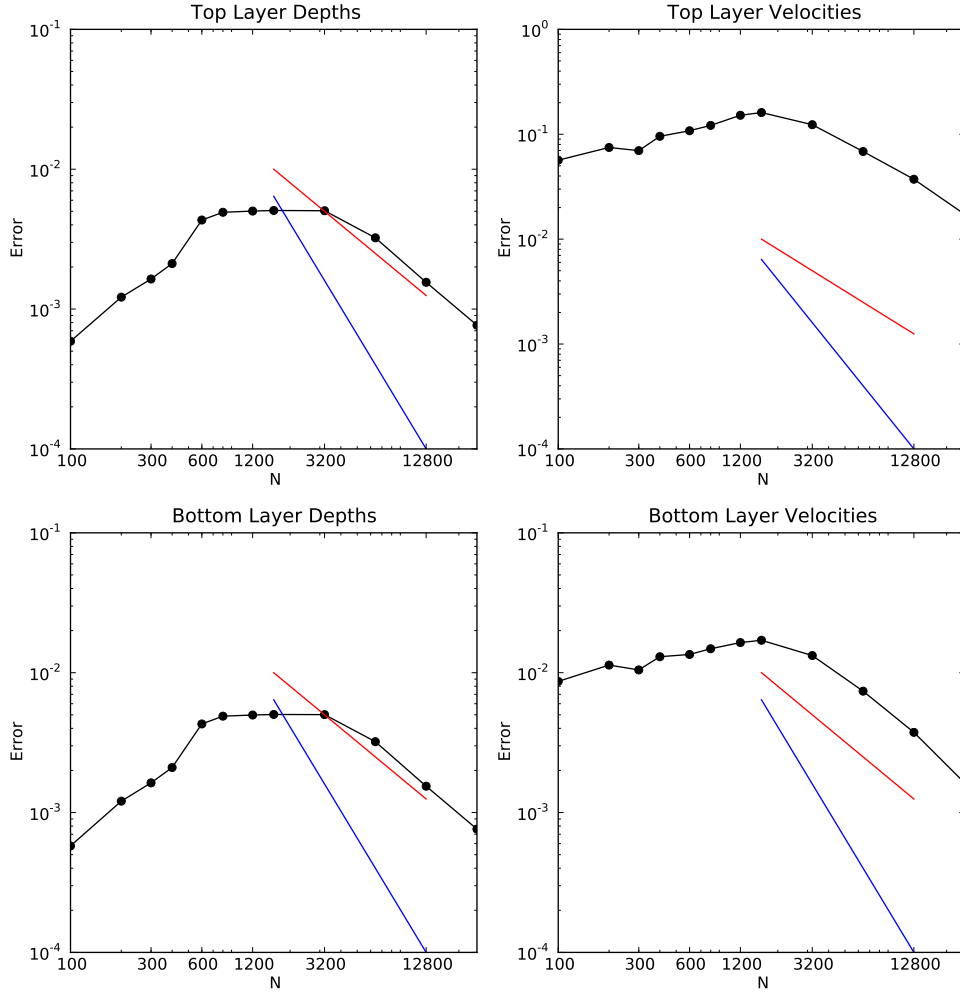 Top Layer Depths
10^-1
10^-2
10^-3
10^-4
Error
100 300 600 1200 3200 12800
N
Top Layer Velocities
10^0
10^-1
10^-2
10^-3
10^-4
Error
100 300 600 1200 3200 12800
N
Bottom Layer Depths
10^-1
10^-2
10^-3
10^-4
Error
100 300 600 1200 3200 12800
N
Bottom Layer Velocities
10^-1
10^-2
10^-3
10^-4
Error
100 300 600 1200 3200 12800
N